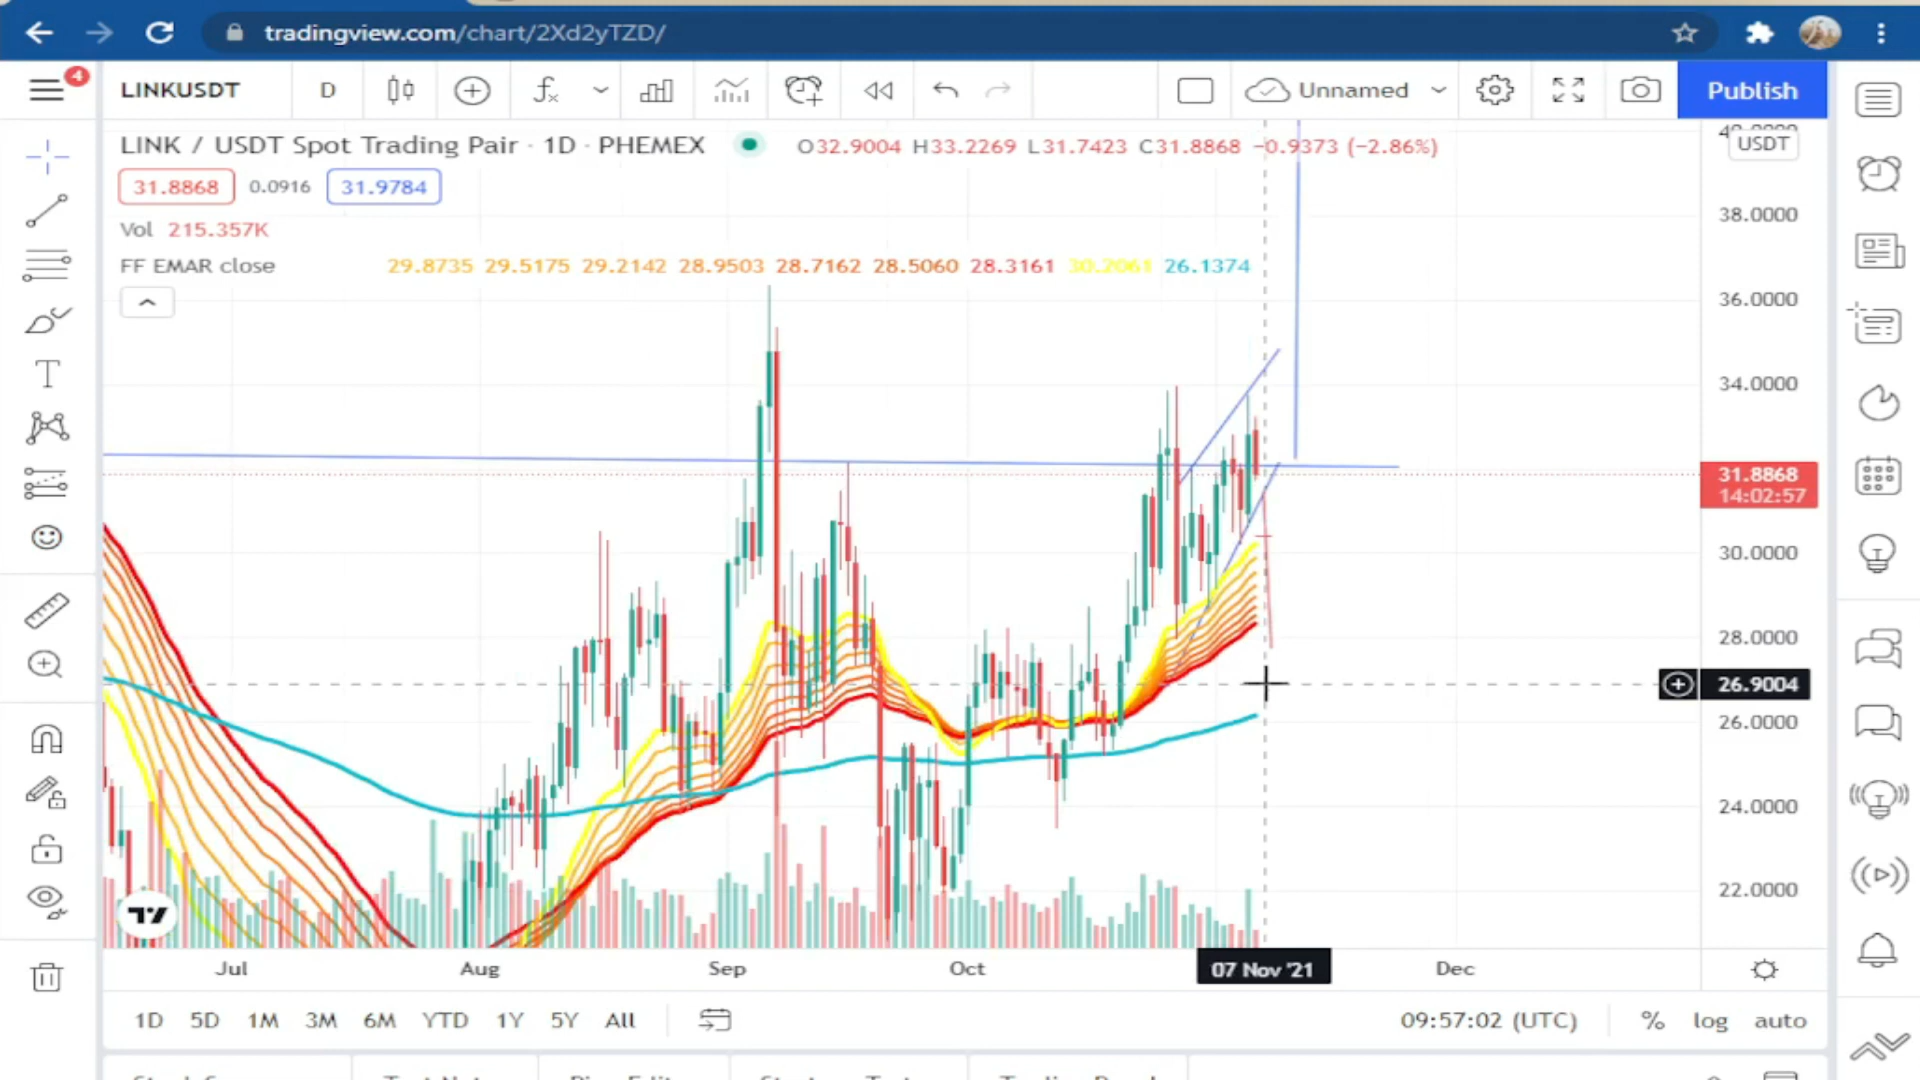 tradingview.com/chart/2Xd2yTZD/
4
LINKUSDT D Unnamed Publish
LINK / USDT Spot Trading Pair · 1D · PHEMEX O32.9004 H33.2269 L31.7423 C31.8868 −0.9373 (−2.86%)
USDT
31.8868 0.0916 31.9784
Vol 215.357K
FF EMAR close 29.8735 29.5175 29.2142 28.9503 28.7162 28.5060 28.3161 30.2061 26.1374
38.0000
36.0000
34.0000
31.8868
14:02:57
30.0000
28.0000
26.9004
26.0000
24.0000
22.0000
Jul Aug Sep Oct 07 Nov '21 Dec
1D 5D 1M 3M 6M YTD 1Y 5Y All 09:57:02 (UTC) % log auto